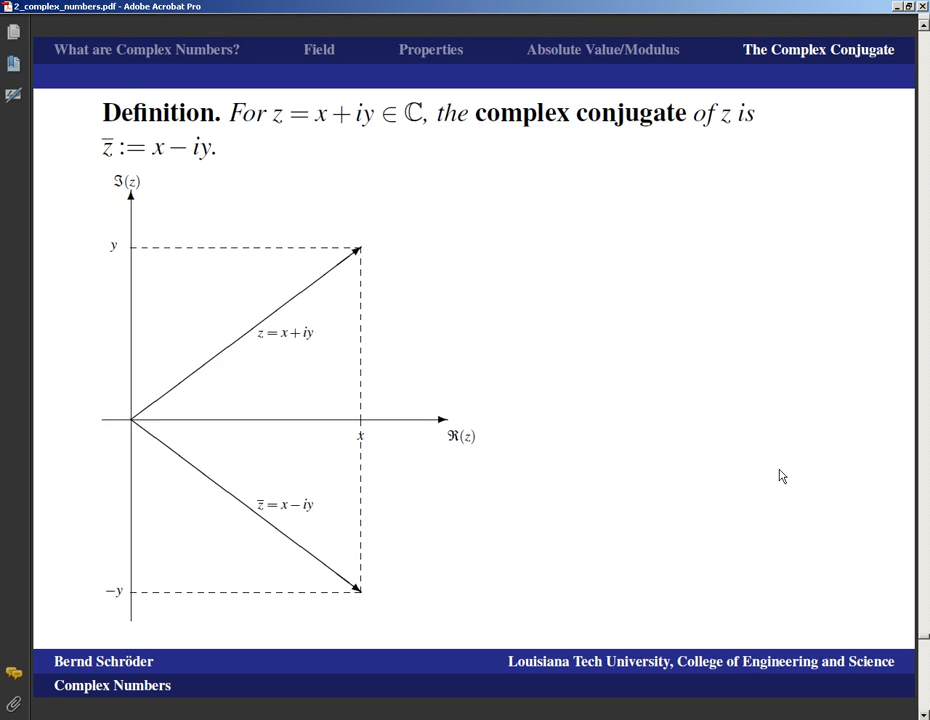 2_complex_numbers.pdf - Adobe Acrobat Pro
What are Complex Numbers? Field Properties Absolute Value/Modulus The Complex Conjugate
Definition. For z = x + iy ∈ ℂ, the complex conjugate of z is
z̅ := x − iy.
ℑ(z)
y
z = x + iy
x
ℜ(z)
z̅ = x − iy
−y
Bernd Schröder Louisiana Tech University, College of Engineering and Science
Complex Numbers